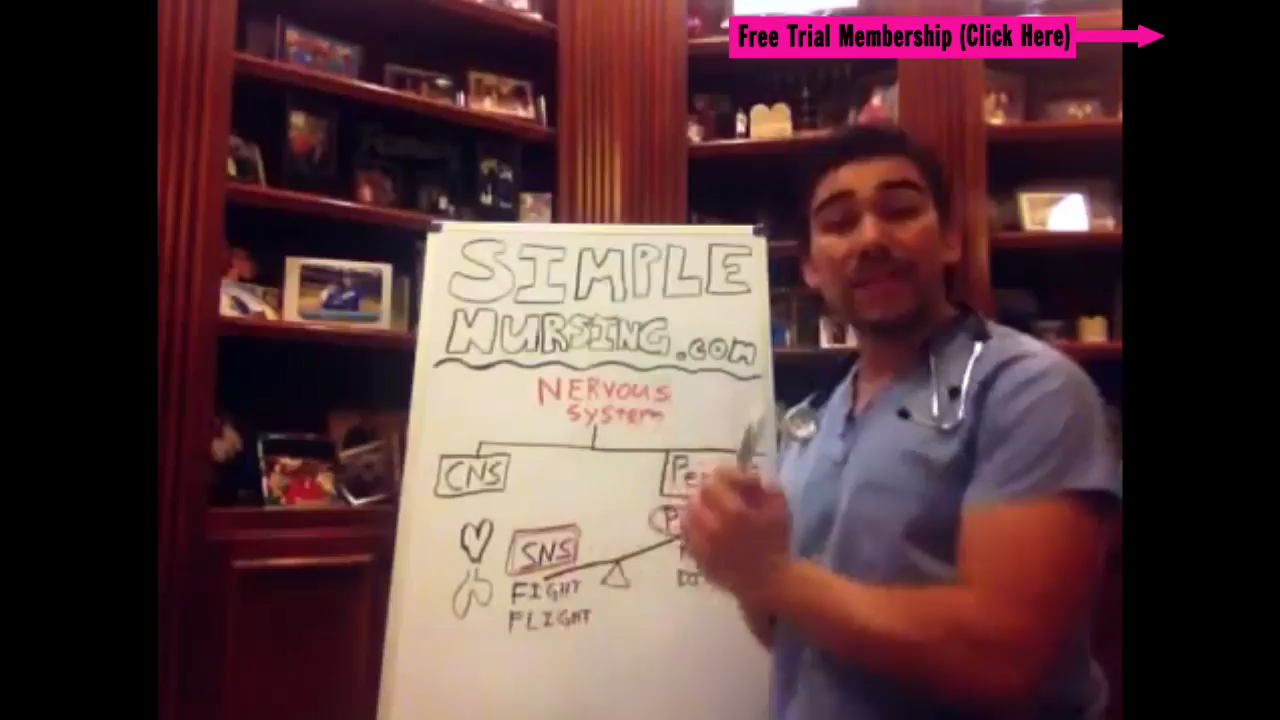 Free Trial Membership (Click Here)
SIMPLE
NURSING.COM
NERVOUS
SYSTEM
CNS
SNS
FIGHT
FLIGHT